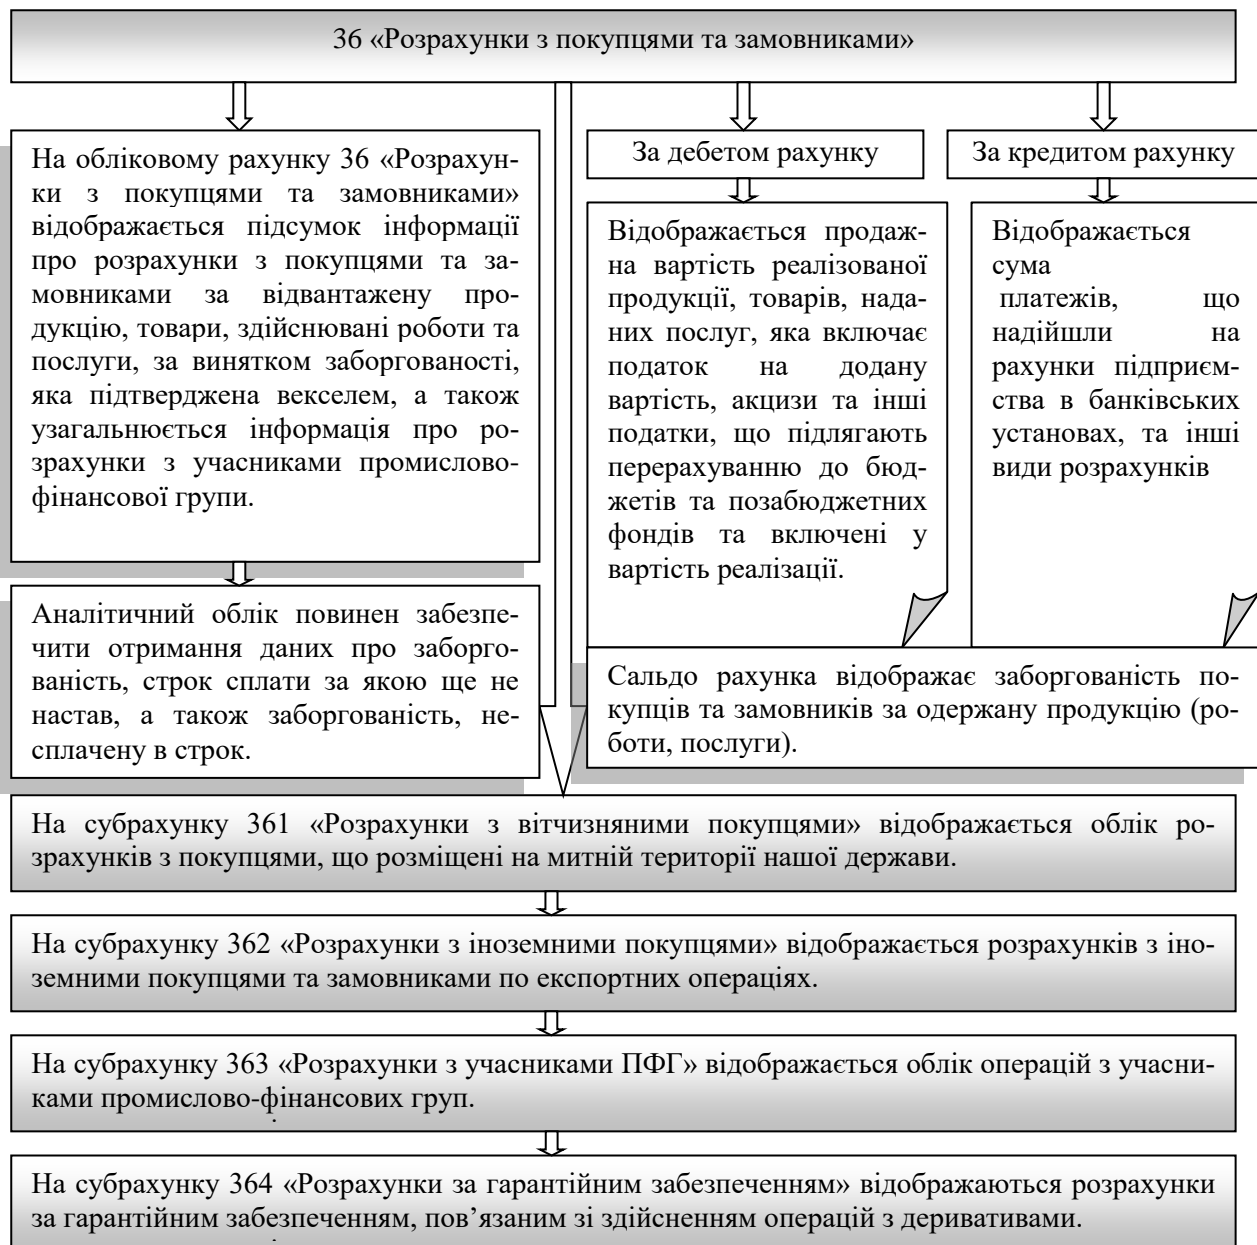 36 «Розрахунки з покупцями та замовниками»
На обліковому рахунку 36 «Розрахун-
ки з покупцями та замовниками»
відображається підсумок інформації
про розрахунки з покупцями та за-
мовниками за відвантажену про-
дукцію, товари, здійснювані роботи та
послуги, за винятком заборгованості,
яка підтверджена векселем, а також
узагальнюється інформація про ро-
зрахунки з учасниками промислово-
фінансової групи.
Аналітичний облік повинен забезпе-
чити отримання даних про заборго-
ваність, строк сплати за якою ще не
настав, а також заборгованість, не-
сплачену в строк.
За дебетом рахунку
Відображається продаж-
на вартість реалізованої
продукції, товарів, нада-
них послуг, яка включає
податок на додану
вартість, акцизи та інші
податки, що підлягають
перерахуванню до бюд-
жетів та позабюджетних
фондів та включені у
вартість реалізації.
За кредитом рахунку
Відображається
сума
платежів, що
надійшли на
рахунки підприєм-
ства в банківських
установах, та інші
види розрахунків
Сальдо рахунка відображає заборгованість по-
купців та замовників за одержану продукцію (ро-
боти, послуги).
На субрахунку 361 «Розрахунки з вітчизняними покупцями» відображається облік ро-
зрахунків з покупцями, що розміщені на митній території нашої держави.
На субрахунку 362 «Розрахунки з іноземними покупцями» відображається розрахунків з іно-
земними покупцями та замовниками по експортних операціях.
На субрахунку 363 «Розрахунки з учасниками ПФГ» відображається облік операцій з учасни-
ками промислово-фінансових груп.
На субрахунку 364 «Розрахунки за гарантійним забезпеченням» відображаються розрахунки
за гарантійним забезпеченням, пов’язаним зі здійсненням операцій з деривативами.